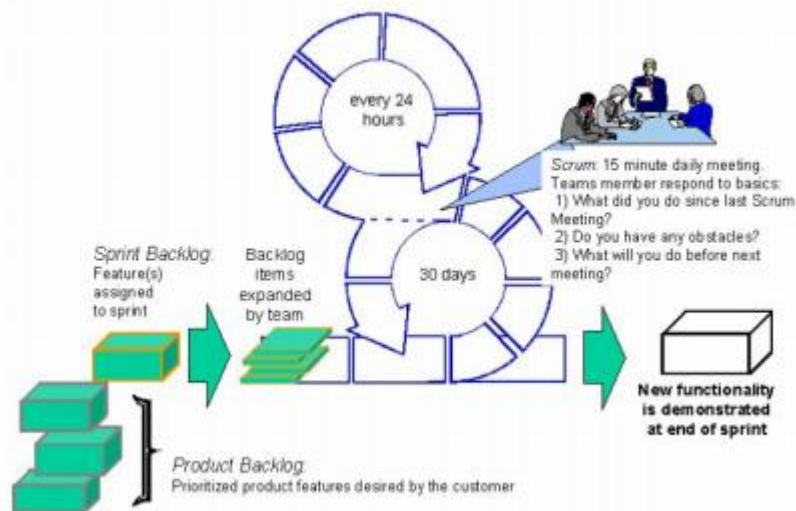 every 24
hours
Scrum: 15 minute daily meeting.
Teams member respond to basics:
1) What did you do since last Scrum
Meeting?
2) Do you have any obstacles?
3) What will you do before next
meeting?
Sprint Backlog:
Feature(s)
assigned
to sprint
Backlog
items
expanded
by team
30 days
New functionality
is demonstrated
at end of sprint
Product Backlog:
Prioritized product features desired by the customer